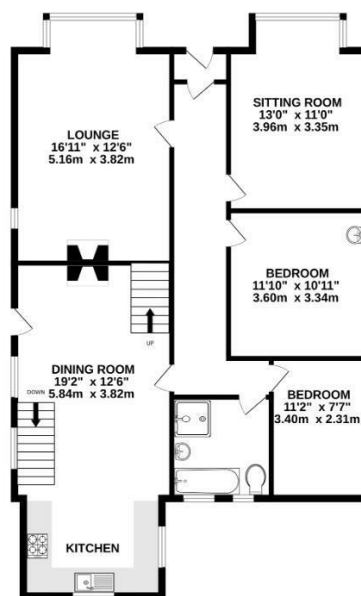 LOUNGE
16'11" x 12'6"
5.16m x 3.82m
SITTING ROOM
13'0" x 11'0"
3.96m x 3.35m
BEDROOM
11'10" x 10'11"
3.60m x 3.34m
UP
DINING ROOM
19'2" x 12'6"
5.84m x 3.82m
DOWN
BEDROOM
11'2" x 7'7"
3.40m x 2.31m
KITCHEN